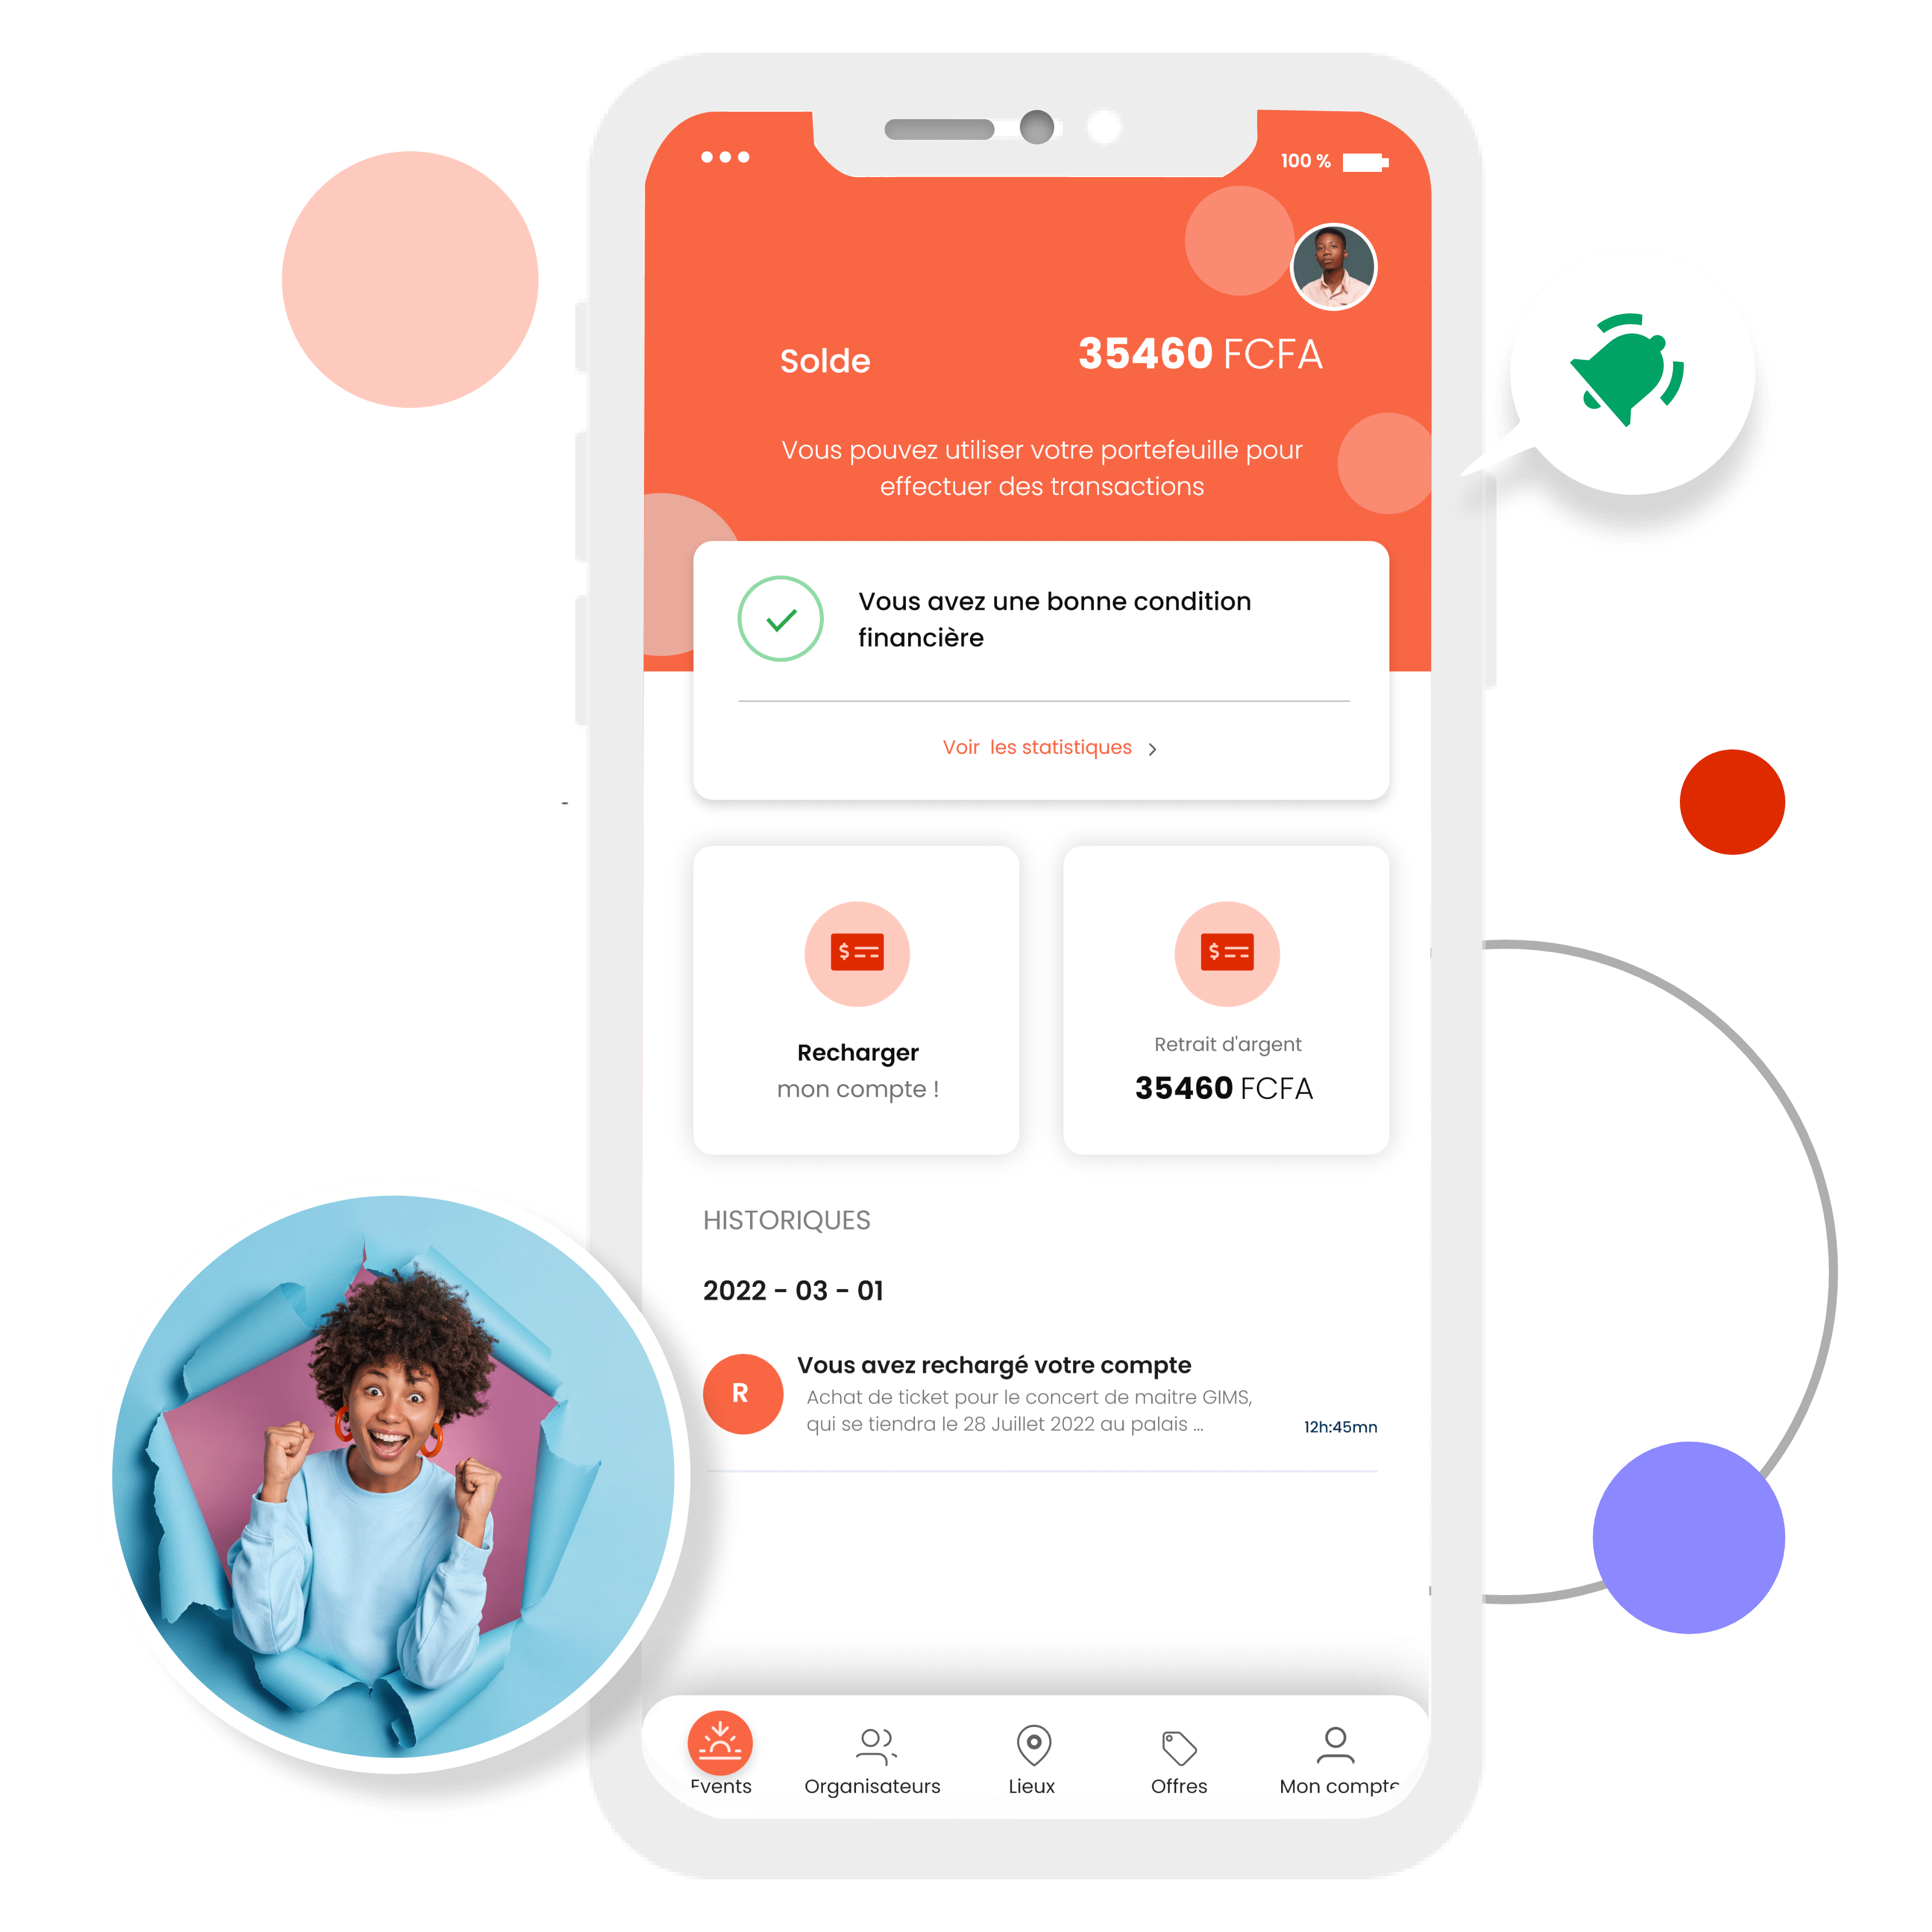 100 %
Solde
35460 FCFA
Vous pouvez utiliser votre portefeuille pour
effectuer des transactions
Vous avez une bonne condition
financière
Voir les statistiques
$
$
Recharger
mon compte !
Retrait d'argent
35460 FCFA
HISTORIQUES
2022 - 03 - 01
R
Vous avez rechargé votre compte
Achat de ticket pour le concert de maitre GIMS,
qui se tiendra le 28 Juillet 2022 au palais ...
12h:45mn
Events
Organisateurs
Lieux
Offres
Mon compte